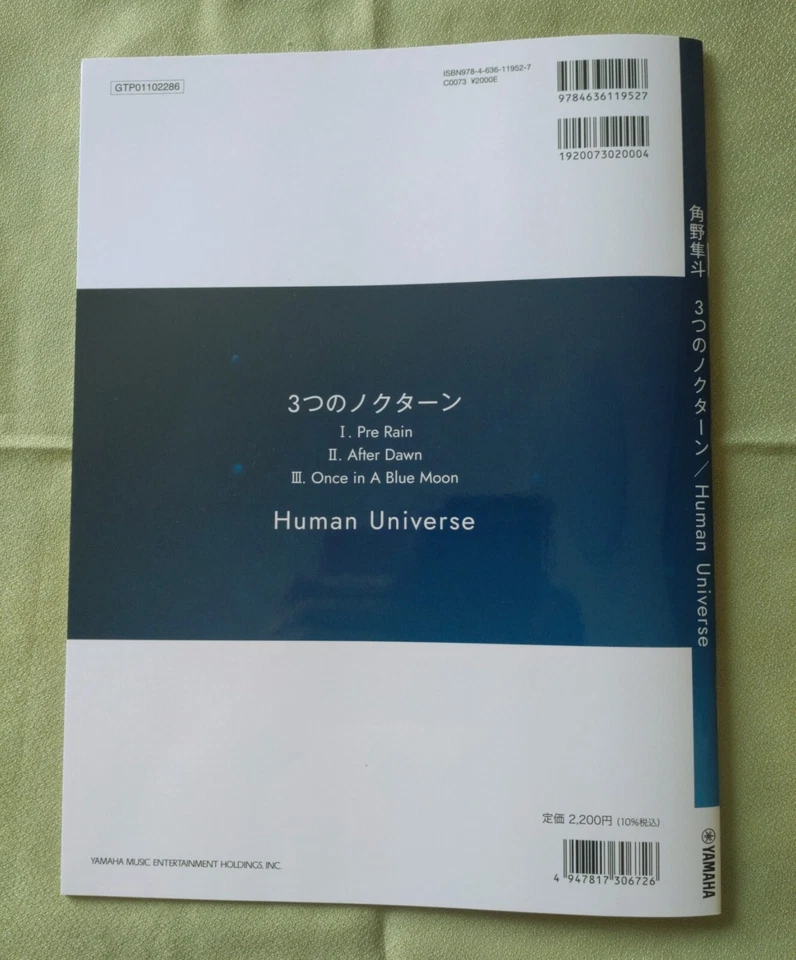 GTP01102286
ISBN978-4-636-11952-7
C0073 ¥2000E
9784636119527
1920073020004
3つのノクターン
Ⅰ. Pre Rain
Ⅱ. After Dawn
Ⅲ. Once in A Blue Moon
Human Universe
定価 2,200円 (10%税込)
4 947817 306726
YAMAHA MUSIC ENTERTAINMENT HOLDINGS, INC.
角野隼斗 3つのノクターン／Human Universe
YAMAHA